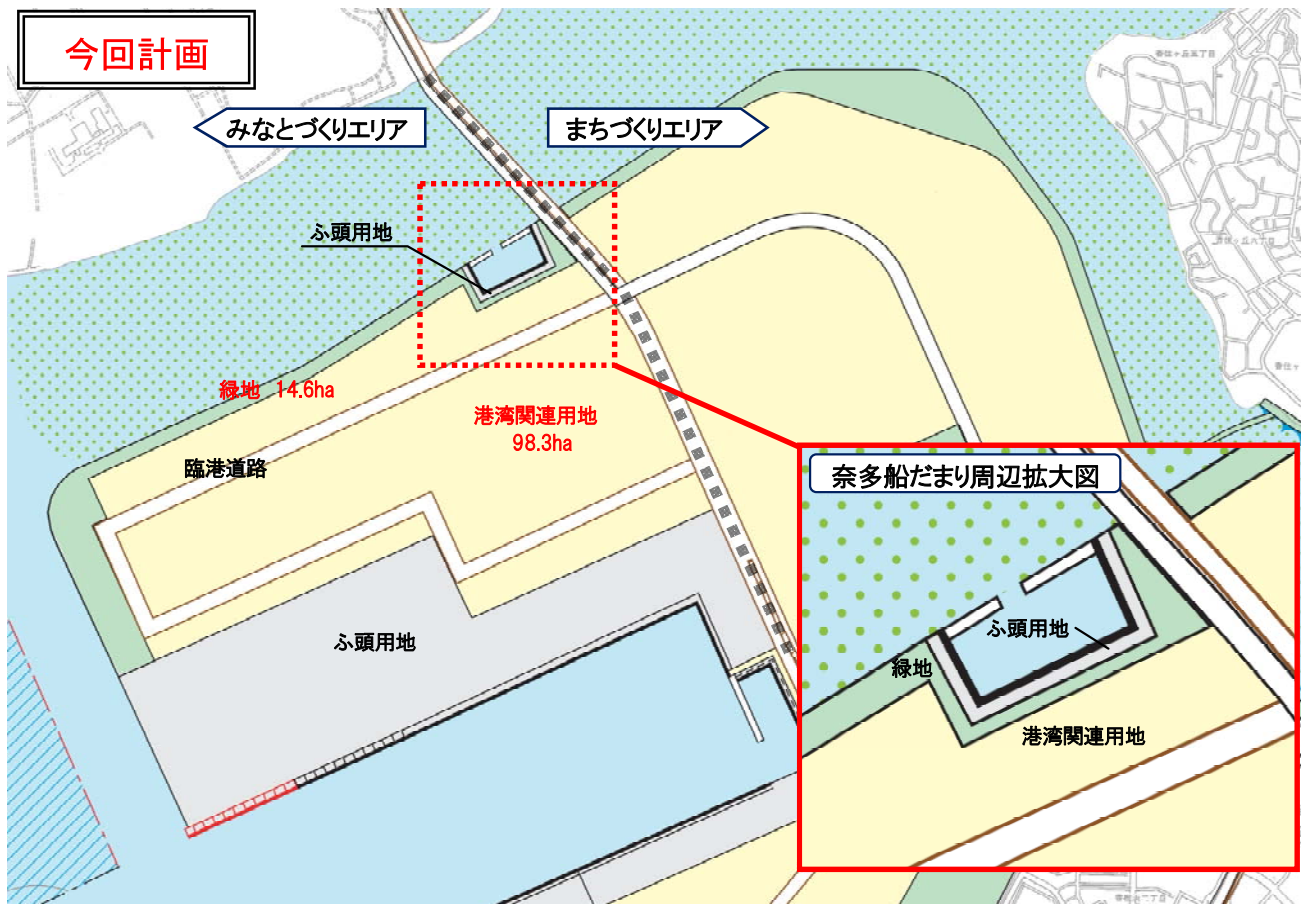 今回計画
みなとづくりエリア
まちづくりエリア
ふ頭用地
緑地 14.6ha
港湾関連用地
98.3ha
臨港道路
ふ頭用地
奈多船だまり周辺拡大図
ふ頭用地
緑地
港湾関連用地